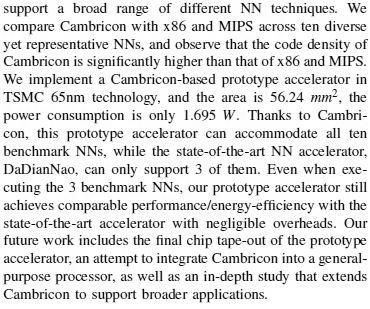 support a broad range of different NN techniques. We
compare Cambricon with x86 and MIPS across ten diverse
yet representative NNs, and observe that the code density of
Cambricon is significantly higher than that of x86 and MIPS.
We implement a Cambricon-based prototype accelerator in
TSMC 65nm technology, and the area is 56.24 mm², the
power consumption is only 1.695 W. Thanks to Cambri-
con, this prototype accelerator can accommodate all ten
benchmark NNs, while the state-of-the-art NN accelerator,
DaDianNao, can only support 3 of them. Even when exe-
cuting the 3 benchmark NNs, our prototype accelerator still
achieves comparable performance/energy-efficiency with the
state-of-the-art accelerator with negligible overheads. Our
future work includes the final chip tape-out of the prototype
accelerator, an attempt to integrate Cambricon into a general-
purpose processor, as well as an in-depth study that extends
Cambricon to support broader applications.